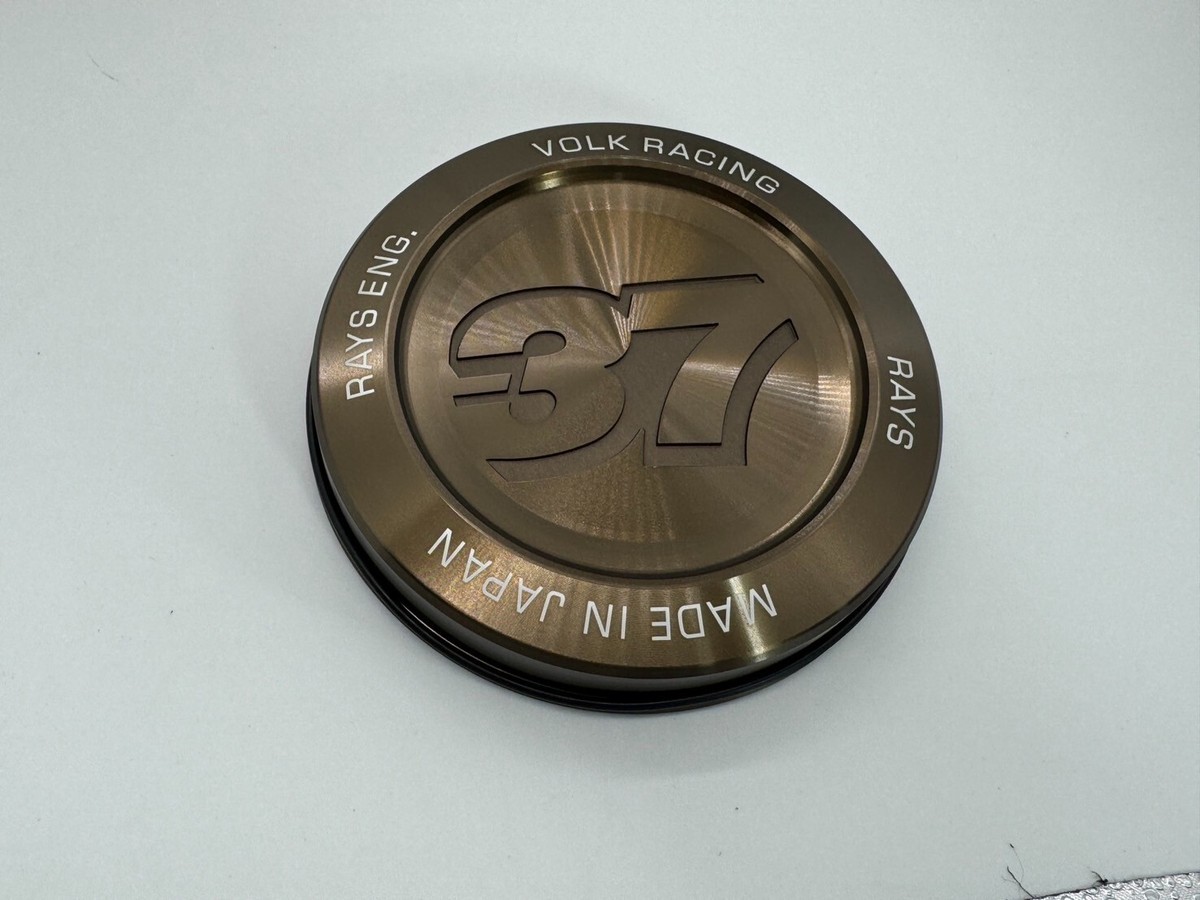 VOLK RACING
RAYS ENG.
37
RAYS
MADE IN JAPAN